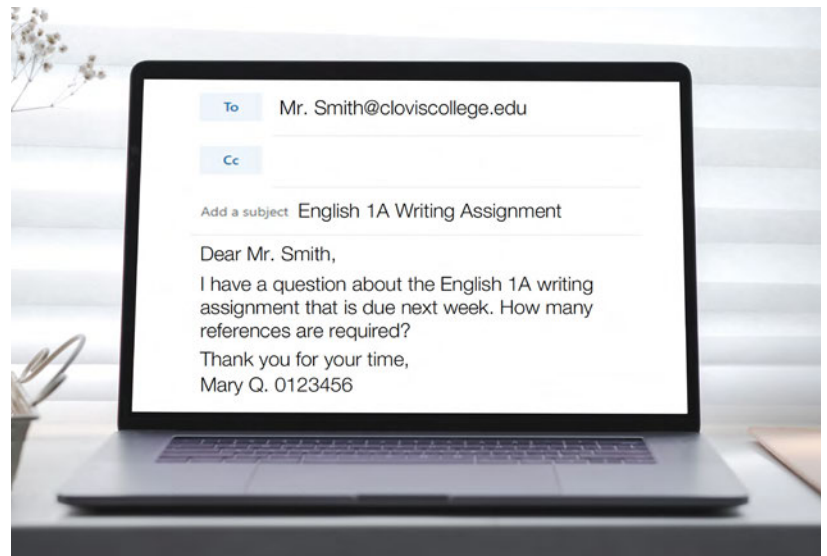 To Mr. Smith@cloviscollege.edu
Cc
Add a subject English 1A Writing Assignment
Dear Mr. Smith,
I have a question about the English 1A writing
assignment that is due next week. How many
references are required?
Thank you for your time,
Mary Q. 0123456